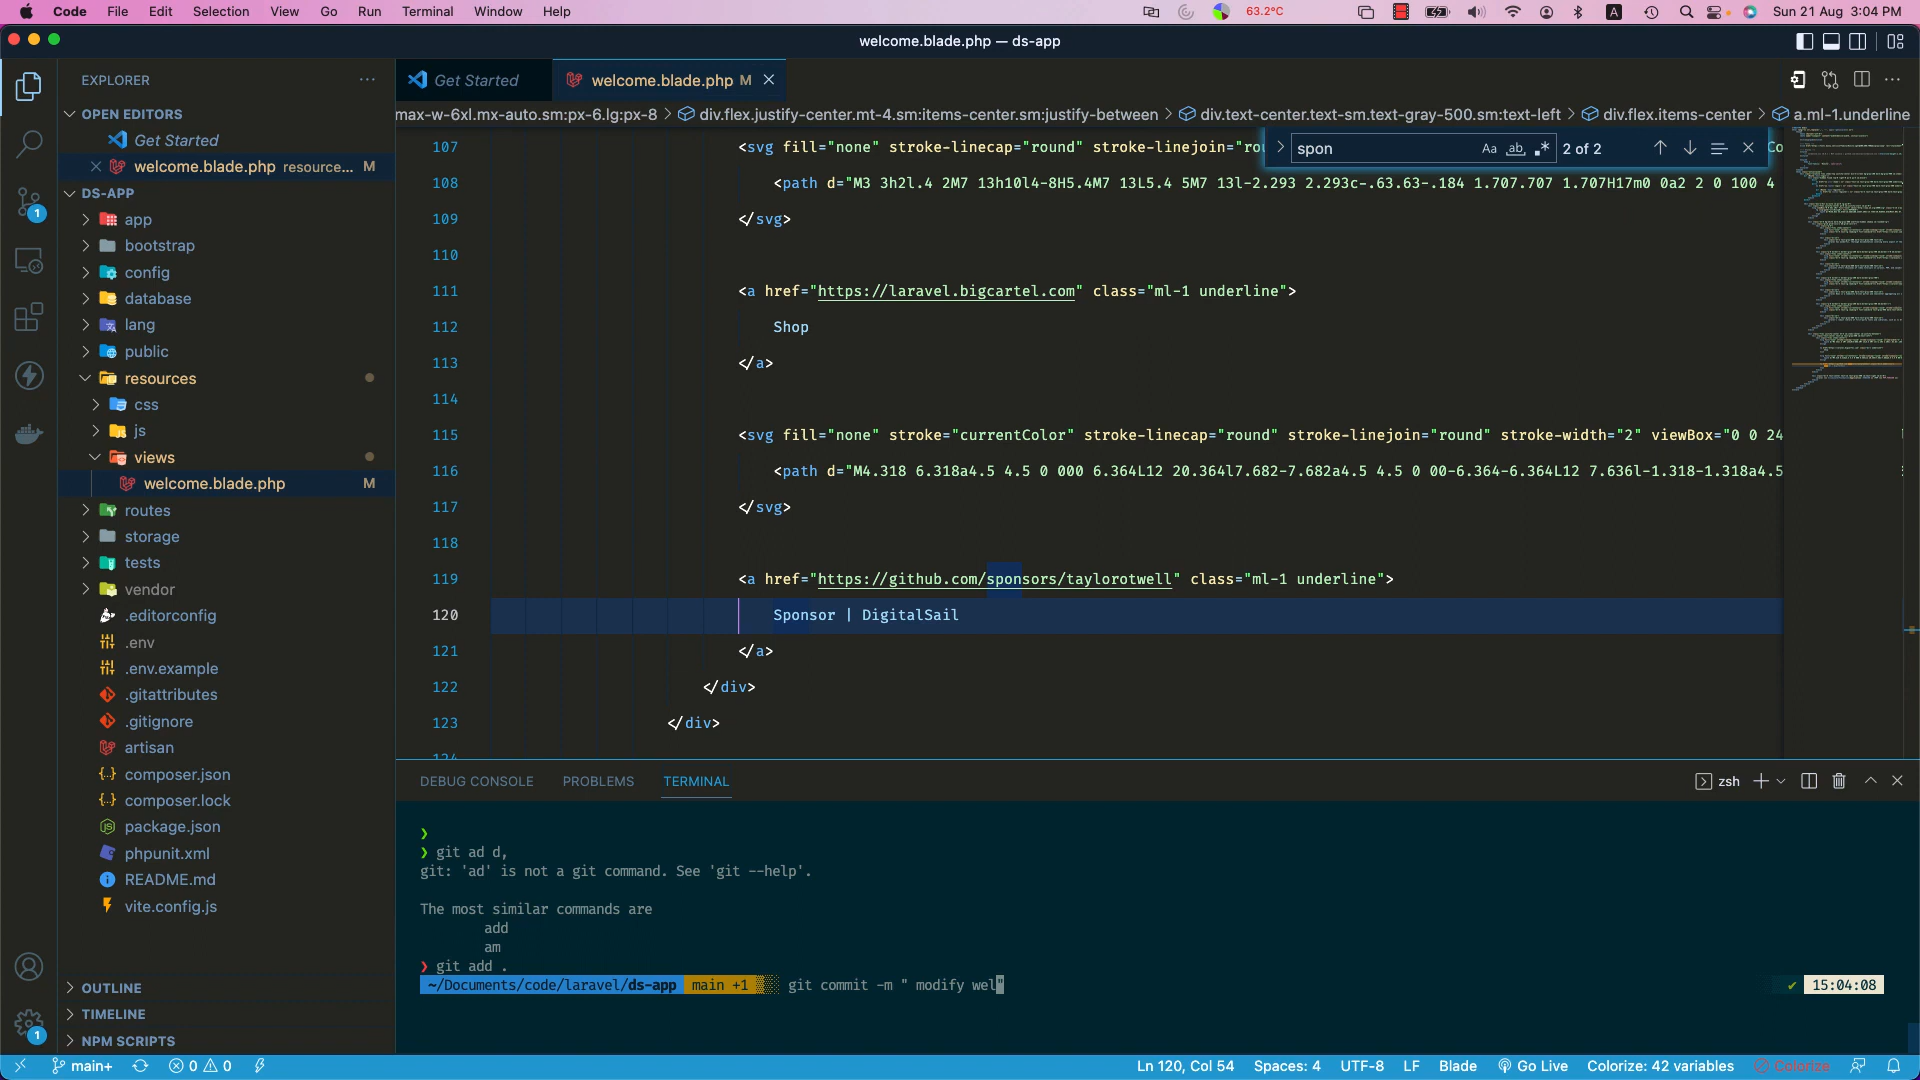 Code File Edit Selection View Go Run Terminal Window Help 63.2°C A Sun 21 Aug 3:04 PM
welcome.blade.php — ds-app
EXPLORER
Get Started
welcome.blade.php M
max-w-6xl.mx-auto.sm:px-6.lg:px-8 > div.flex.justify-center.mt-4.sm:items-center.sm:justify-between > div.text-center.text-sm.text-gray-500.sm:text-left > div.flex.items-center > a.ml-1.underline
spon Aa ab 2 of 2
OPEN EDITORS
Get Started
welcome.blade.php resource... M
DS-APP
app
bootstrap
config
database
lang
public
resources
css
js
views
welcome.blade.php M
routes
storage
tests
vendor
.editorconfig
.env
.env.example
.gitattributes
.gitignore
artisan
composer.json
composer.lock
package.json
phpunit.xml
README.md
vite.config.js
OUTLINE
TIMELINE
NPM SCRIPTS
107 <svg fill="none" stroke-linecap="round" stroke-linejoin="rou
108 <path d="M3 3h2l.4 2M7 13h10l4-8H5.4M7 13L5.4 5M7 13l-2.293 2.293c-.63.63-.184 1.707.707 1.707H17m0 0a2 2 0 100 4
109 </svg>
110
111 <a href="https://laravel.bigcartel.com" class="ml-1 underline">
112 Shop
113 </a>
114
115 <svg fill="none" stroke="currentColor" stroke-linecap="round" stroke-linejoin="round" stroke-width="2" viewBox="0 0 24
116 <path d="M4.318 6.318a4.5 4.5 0 000 6.364L12 20.364l7.682-7.682a4.5 4.5 0 00-6.364-6.364L12 7.636l-1.318-1.318a4.5
117 </svg>
118
119 <a href="https://github.com/sponsors/taylorotwell" class="ml-1 underline">
120 Sponsor | DigitalSail
121 </a>
122 </div>
123 </div>
124
DEBUG CONSOLE PROBLEMS TERMINAL zsh
❯
❯ git ad d,
git: 'ad' is not a git command. See 'git --help'.
The most similar commands are
add
am
❯ git add .
~/Documents/code/laravel/ds-app main +1 git commit -m " modify wel" ✔ 15:04:08
1
1
main+ 0 0 Ln 120, Col 54 Spaces: 4 UTF-8 LF Blade Go Live Colorize: 42 variables Colorize